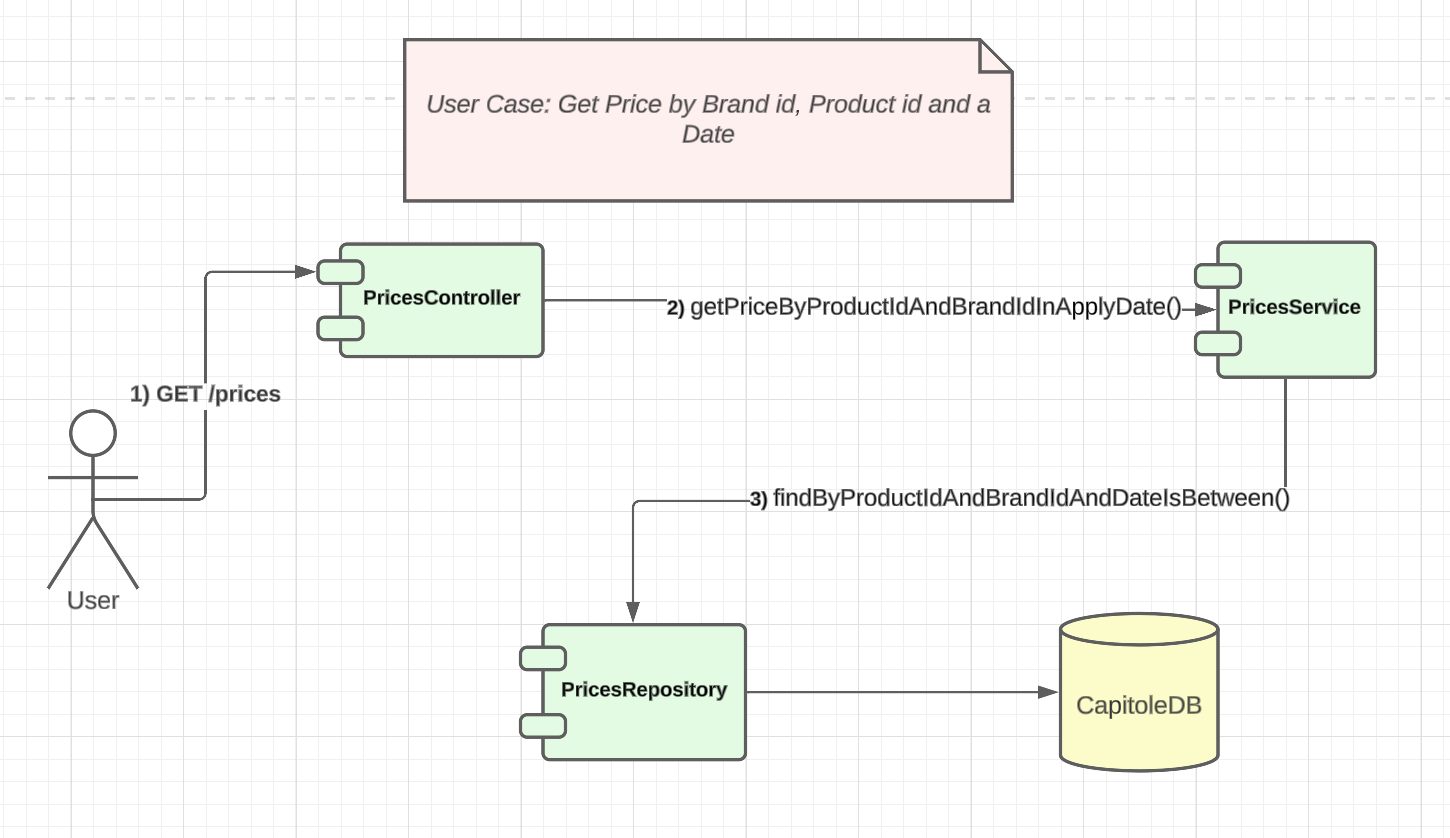 User Case: Get Price by Brand id, Product id and a
Date
PricesController
2) getPriceByProductIdAndBrandIdInApplyDate()
PricesService
1) GET /prices
User
3) findByProductIdAndBrandIdAndDateIsBetween()
PricesRepository
CapitoleDB